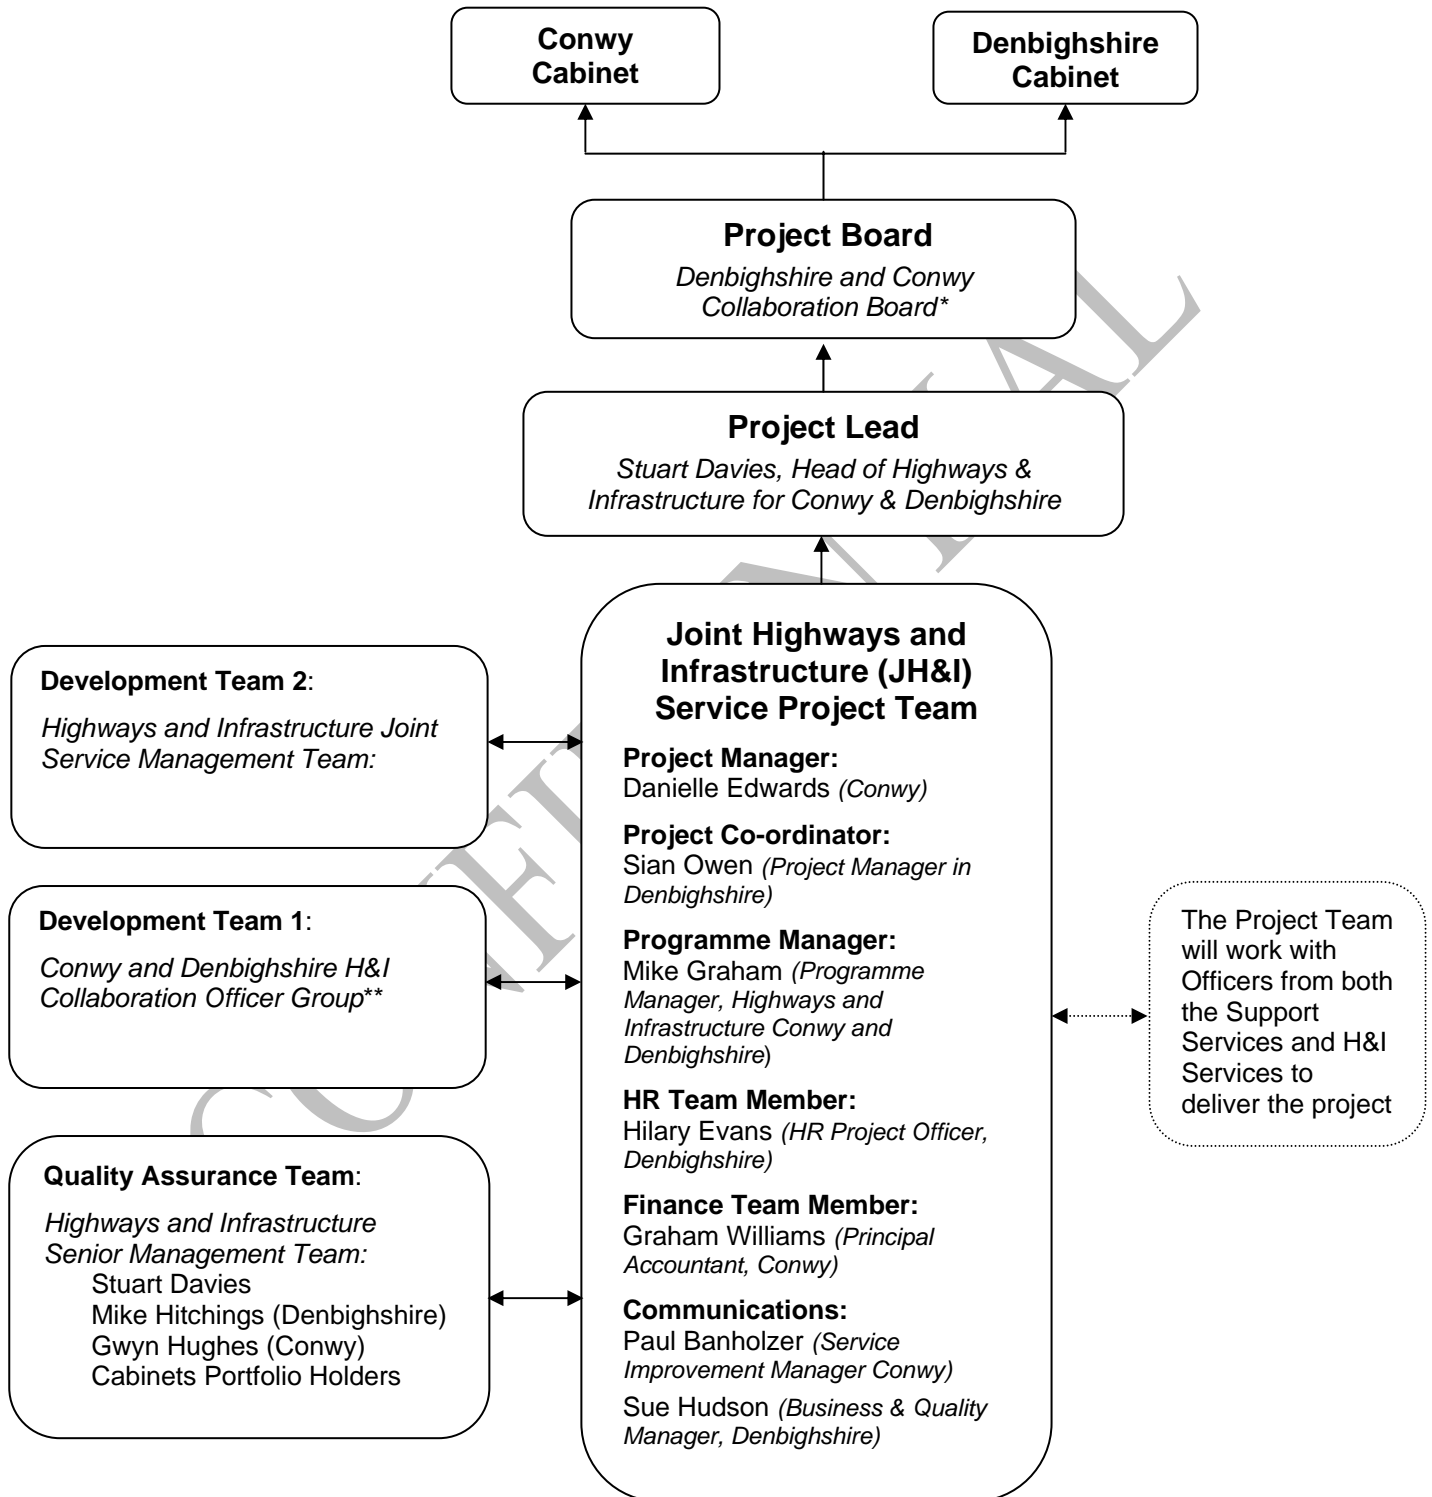 Conwy
Cabinet
Denbighshire
Cabinet
Project Board
Denbighshire and Conwy
Collaboration Board*
Project Lead
Stuart Davies, Head of Highways &
Infrastructure for Conwy & Denbighshire
Joint Highways and
Infrastructure (JH&I)
Service Project Team
Project Manager:
Danielle Edwards (Conwy)
Project Co-ordinator:
Sian Owen (Project Manager in
Denbighshire)
Programme Manager:
Mike Graham (Programme
Manager, Highways and
Infrastructure Conwy and
Denbighshire)
HR Team Member:
Hilary Evans (HR Project Officer,
Denbighshire)
Finance Team Member:
Graham Williams (Principal
Accountant, Conwy)
Communications:
Paul Banholzer (Service
Improvement Manager Conwy)
Sue Hudson (Business & Quality
Manager, Denbighshire)
Development Team 2:
Highways and Infrastructure Joint
Service Management Team:
Development Team 1:
Conwy and Denbighshire H&I
Collaboration Officer Group**
Quality Assurance Team:
Highways and Infrastructure
Senior Management Team:
Stuart Davies
Mike Hitchings (Denbighshire)
Gwyn Hughes (Conwy)
Cabinets Portfolio Holders
The Project Team
will work with
Officers from both
the Support
Services and H&I
Services to
deliver the project